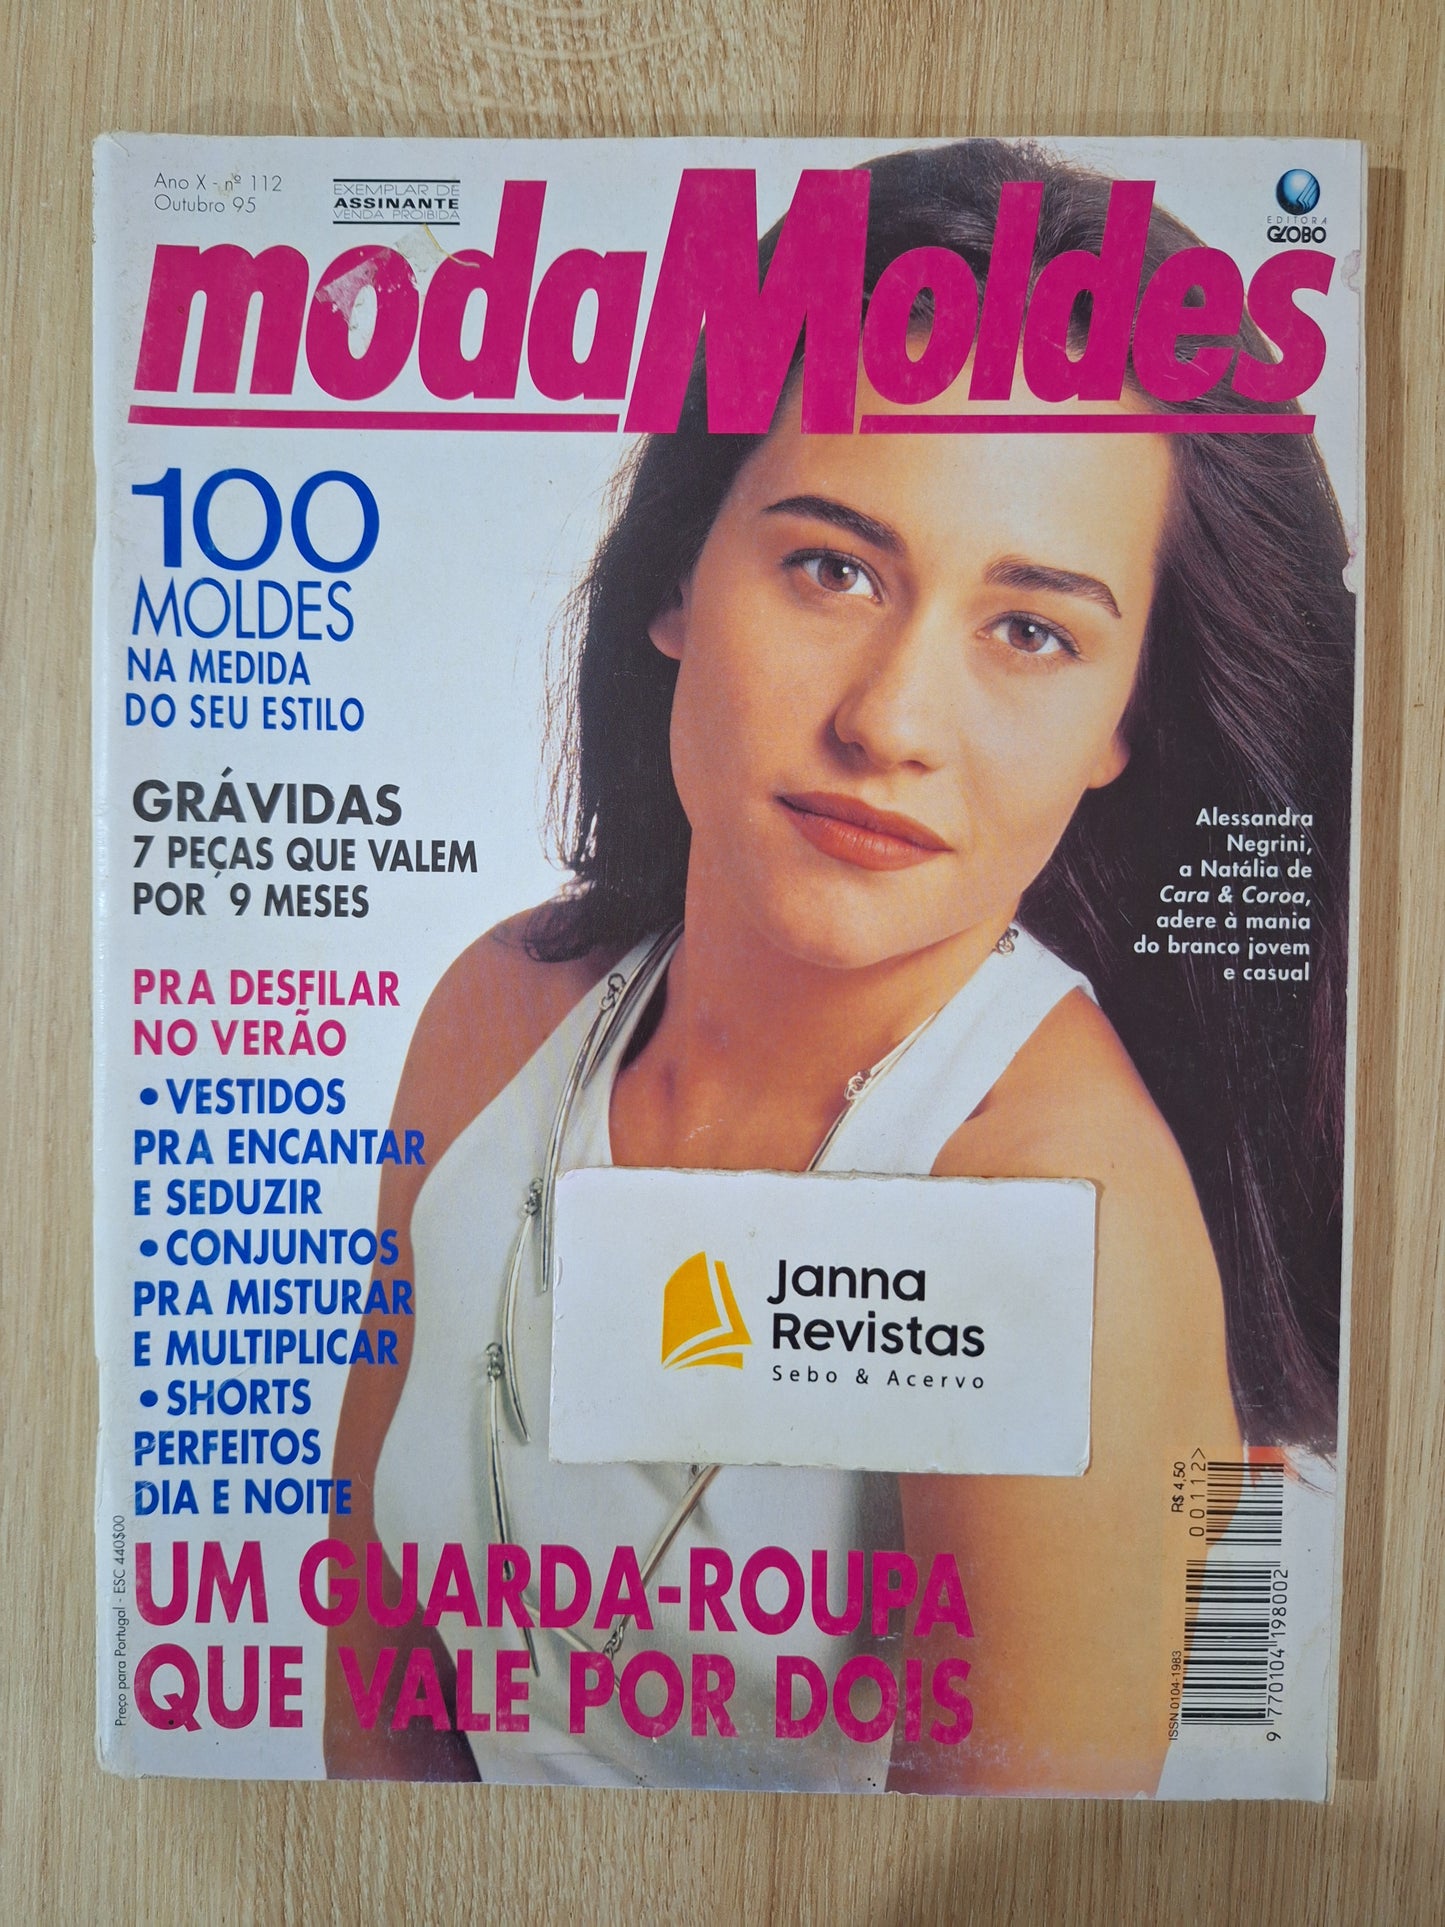 Ano X - nº 112
Outubro 95
EXEMPLAR DE
ASSINANTE
VENDA PROIBIDA
EDITORA
GLOBO
modaMoldes
100
MOLDES
NA MEDIDA
DO SEU ESTILO
GRÁVIDAS
7 PEÇAS QUE VALEM
POR 9 MESES
PRA DESFILAR
NO VERÃO
•VESTIDOS
PRA ENCANTAR
E SEDUZIR
•CONJUNTOS
PRA MISTURAR
E MULTIPLICAR
•SHORTS
PERFEITOS
DIA E NOITE
UM GUARDA-ROUPA
QUE VALE POR DOIS
Alessandra
Negrini,
a Natália de
Cara & Coroa,
adere à mania
do branco jovem
e casual
Janna
Revistas
Sebo & Acervo
Preço para Portugal - ESC 440$00
R$ 4,50
00112>
ISSN 0104-1983
9 770104 198002